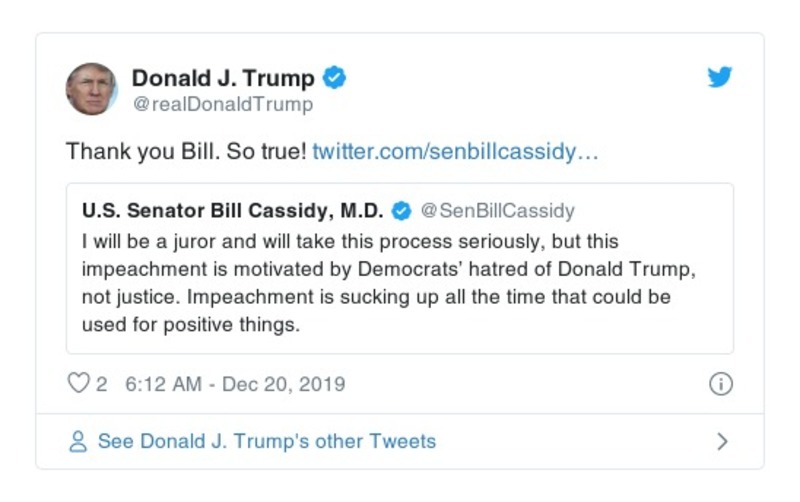 Donald J. Trump
@realDonaldTrump
Thank you Bill. So true! twitter.com/senbillcassidy…
U.S. Senator Bill Cassidy, M.D. @SenBillCassidy
I will be a juror and will take this process seriously, but this
impeachment is motivated by Democrats’ hatred of Donald Trump,
not justice. Impeachment is sucking up all the time that could be
used for positive things.
2 6:12 AM - Dec 20, 2019
See Donald J. Trump's other Tweets